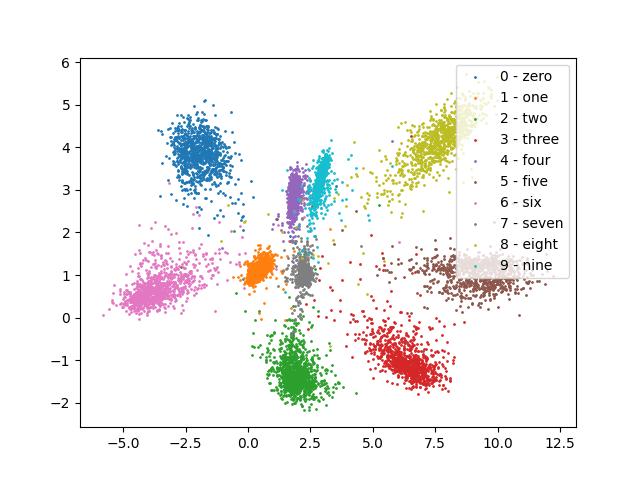 6
5
4
3
2
1
0
−1
−2
−5.0 −2.5 0.0 2.5 5.0 7.5 10.0 12.5
0 - zero
1 - one
2 - two
3 - three
4 - four
5 - five
6 - six
7 - seven
8 - eight
9 - nine